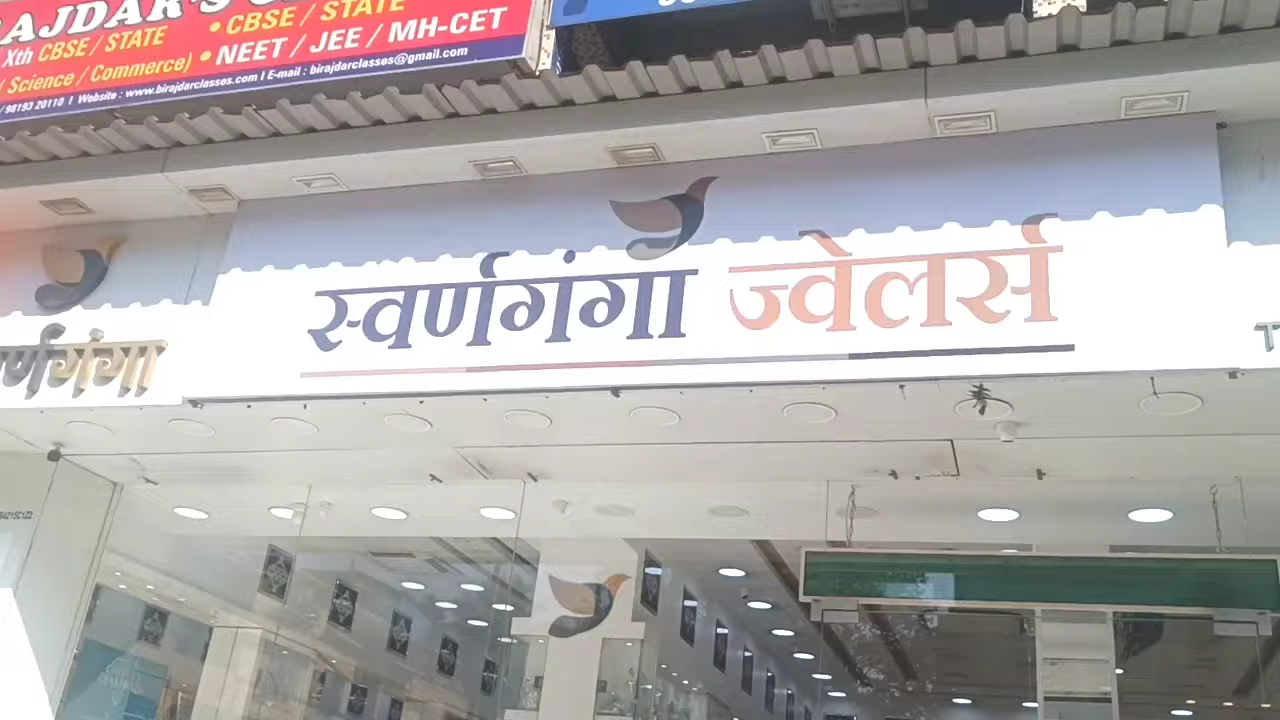 AJDAR'S
Xth CBSE / STATE
• CBSE / STATE
/ Science / Commerce)
• NEET / JEE / MH-CET
/ 98193 20110 | Website : www.birajdarclasses.com | E-mail : birajdarclasses@gmail.com
स्वर्णगंगा ज्वेलर्स
र्णगंगा